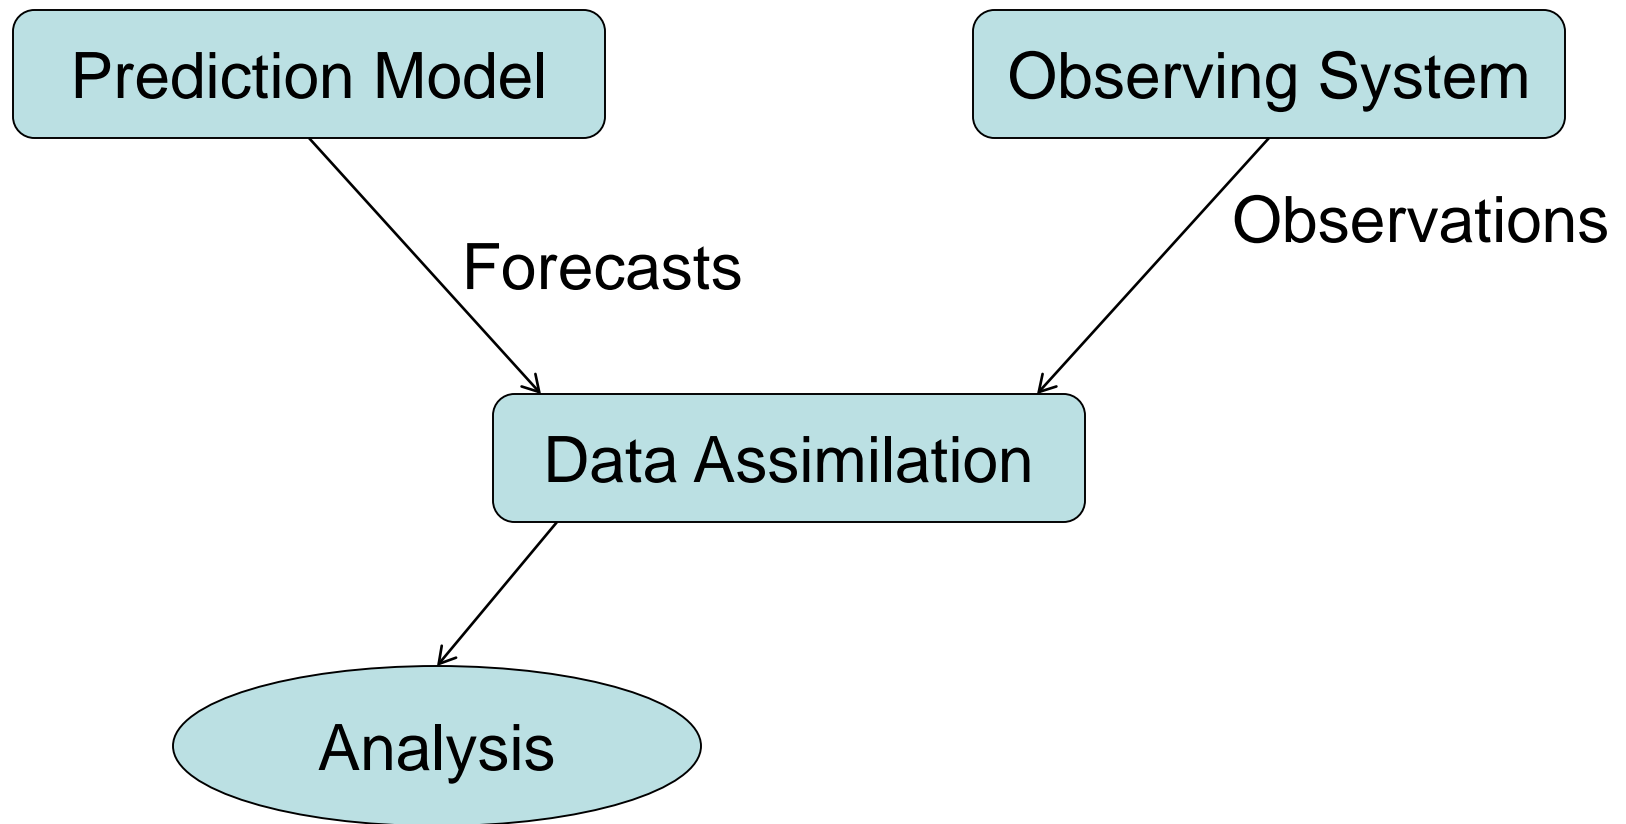 Prediction Model
Observing System
Observations
Forecasts
Data Assimilation
Analysis